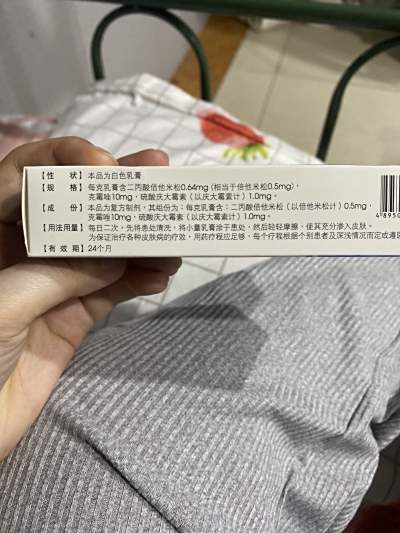 【性 状】本品为白色乳膏
【规 格】每克乳膏含二丙酸倍他米松0.64mg（相当于倍他米松0.5mg），
克霉唑10mg，硫酸庆大霉素（以庆大霉素计）1.0mg。
【成 份】本品为复方制剂，其组份为：每克乳膏含：二丙酸倍他米松（以倍他米松计）0.5mg，
克霉唑10mg，硫酸庆大霉素（以庆大霉素计）1.0mg。
【用法用量】每日二次，先将患处清洗，将小量乳膏涂于患处，然后轻轻摩擦，使其充分渗入皮肤。
为保证治疗各种皮肤病的疗效，用药疗程应足够，每个疗程根据个别患者及深浅情况而定或遵
【有 效 期】24个月
48950